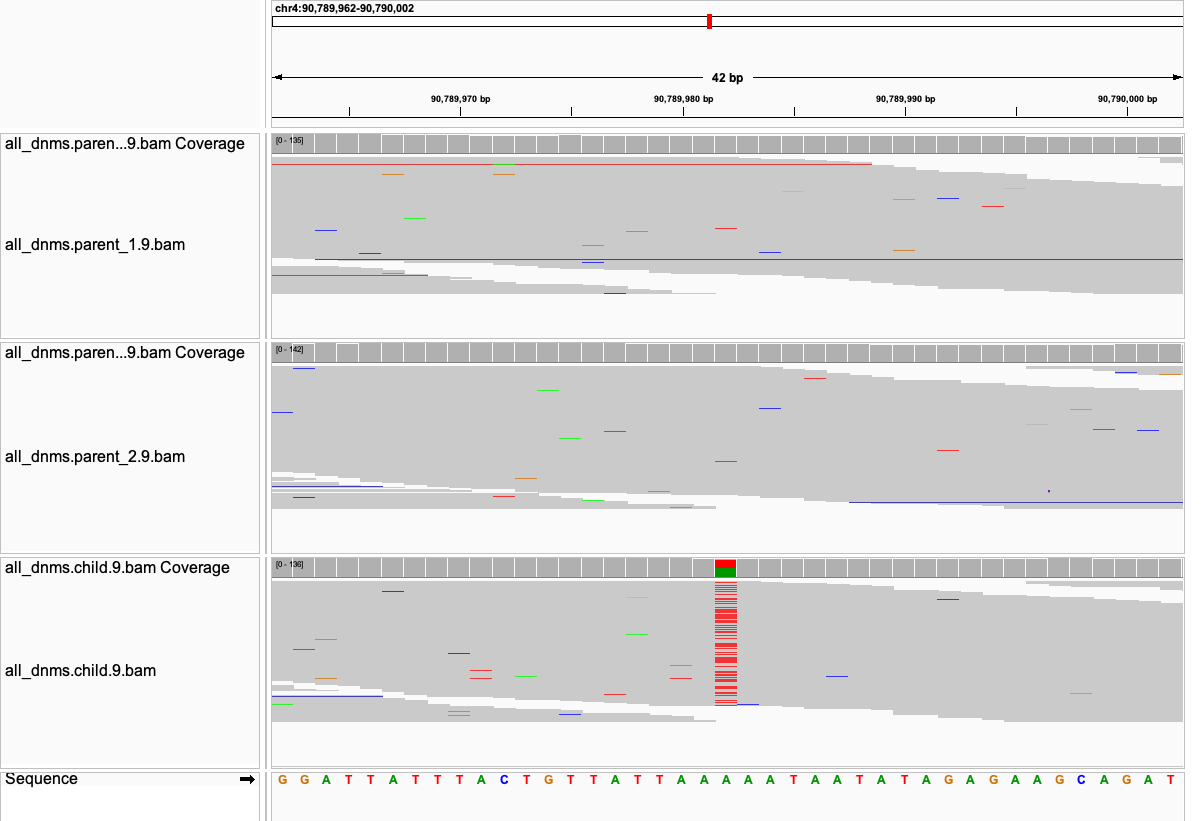 chr4:90,789,962-90,790,002
42 bp
90,789,970 bp 90,789,980 bp 90,789,990 bp 90,790,000 bp
all_dnms.paren...9.bam Coverage
[0 - 135]
all_dnms.parent_1.9.bam
all_dnms.paren...9.bam Coverage
[0 - 142]
all_dnms.parent_2.9.bam
all_dnms.child.9.bam Coverage
[0 - 136]
all_dnms.child.9.bam
Sequence G G A T T A T T T A C T G T T A T T A A A A A T A A T A T A G A G A A G C A G A T